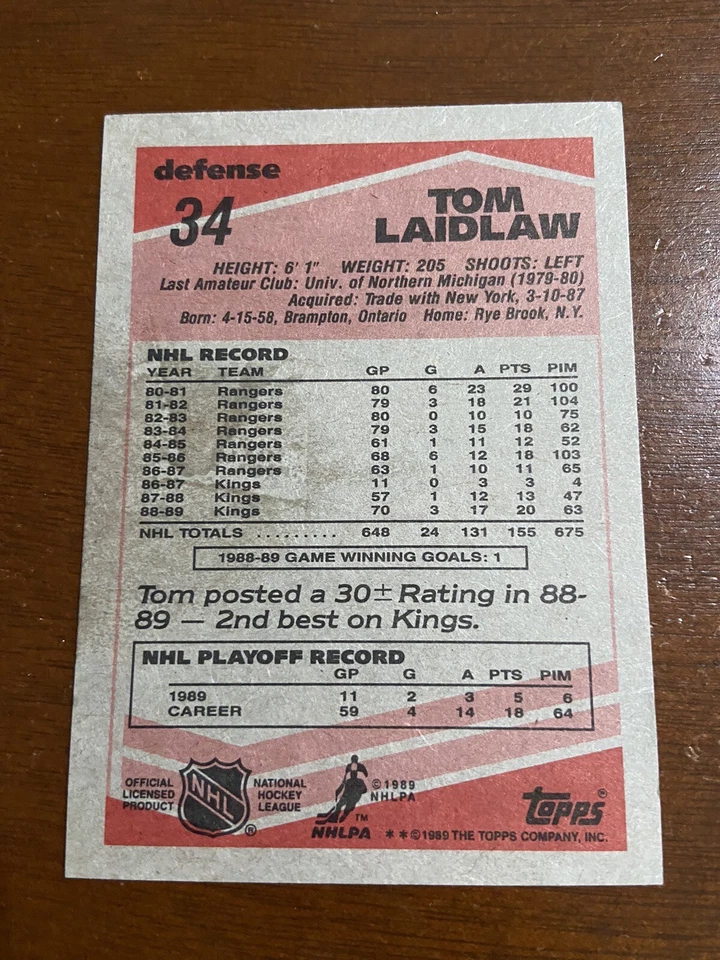 defense
34
TOM
LAIDLAW
HEIGHT: 6' 1" WEIGHT: 205 SHOOTS: LEFT
Last Amateur Club: Univ. of Northern Michigan (1979-80)
Acquired: Trade with New York, 3-10-87
Born: 4-15-58, Brampton, Ontario Home: Rye Brook, N.Y.
NHL RECORD
YEAR TEAM GP G A PTS PIM
80-81 Rangers 80 6 23 29 100
81-82 Rangers 79 3 18 21 104
82-83 Rangers 80 0 10 10 75
83-84 Rangers 79 3 15 18 62
84-85 Rangers 61 1 11 12 52
85-86 Rangers 68 6 12 18 103
86-87 Rangers 63 1 10 11 65
86-87 Kings 11 0 3 3 4
87-88 Kings 57 1 12 13 47
88-89 Kings 70 3 17 20 63
NHL TOTALS ......... 648 24 131 155 675
1988-89 GAME WINNING GOALS: 1
Tom posted a 30± Rating in 88-
89 — 2nd best on Kings.
NHL PLAYOFF RECORD
GP G A PTS PIM
1989 11 2 3 5 6
CAREER 59 4 14 18 64
OFFICIAL
LICENSED
PRODUCT
NHL
®
NATIONAL
HOCKEY
LEAGUE
©1989
NHLPA
TM
NHLPA
topps®
**©1989 THE TOPPS COMPANY, INC.